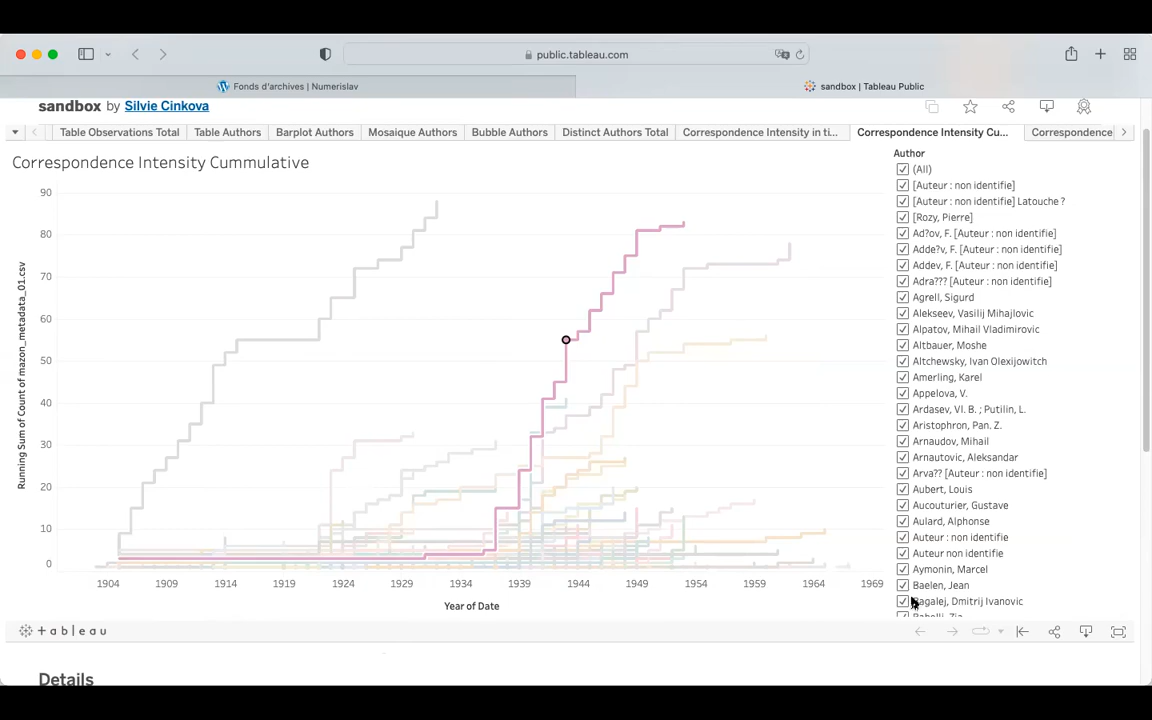 public.tableau.com
Fonds d'archives | Numerislav
sandbox | Tableau Public
sandbox by Silvie Cinkova
Table Observations Total
Table Authors
Barplot Authors
Mosaique Authors
Bubble Authors
Distinct Authors Total
Correspondence Intensity in ti...
Correspondence Intensity Cu...
Correspondence
Correspondence Intensity Cummulative
Running Sum of Count of mazon_metadata_01.csv
90
80
70
60
50
40
30
20
10
0
1904 1909 1914 1919 1924 1929 1934 1939 1944 1949 1954 1959 1964 1969
Year of Date
Author
(All)
[Auteur : non identifie]
[Auteur : non identifie] Latouche ?
[Rozy, Pierre]
Ad?ov, F. [Auteur : non identifie]
Adde?v, F. [Auteur : non identifie]
Addev, F. [Auteur : non identifie]
Adra??? [Auteur : non identifie]
Agrell, Sigurd
Alekseev, Vasilij Mihajlovic
Alpatov, Mihail Vladimirovic
Altbauer, Moshe
Altchewsky, Ivan Olexijowitch
Amerling, Karel
Appelova, V.
Ardasev, Vl. B. ; Putilin, L.
Aristophron, Pan. Z.
Arnaudov, Mihail
Arnautovic, Aleksandar
Arva?? [Auteur : non identifie]
Aubert, Louis
Aucouturier, Gustave
Aulard, Alphonse
Auteur : non identifie
Auteur non identifie
Aymonin, Marcel
Baelen, Jean
Bagalej, Dmitrij Ivanovic
+ableau
Details